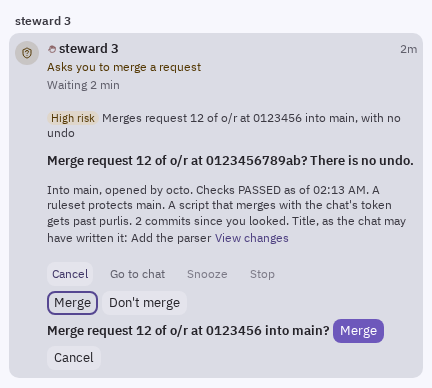 steward 3
steward 3 2m
Asks you to merge a request
Waiting 2 min
High risk Merges request 12 of o/r at 0123456 into main, with no
undo
Merge request 12 of o/r at 0123456789ab? There is no undo.
Into main, opened by octo. Checks PASSED as of 02:13 AM. A
ruleset protects main. A script that merges with the chat's token
gets past purlis. 2 commits since you looked. Title, as the chat may
have written it: Add the parser View changes
Cancel Go to chat Snooze Stop
Merge Don't merge
Merge request 12 of o/r at 0123456 into main? Merge
Cancel